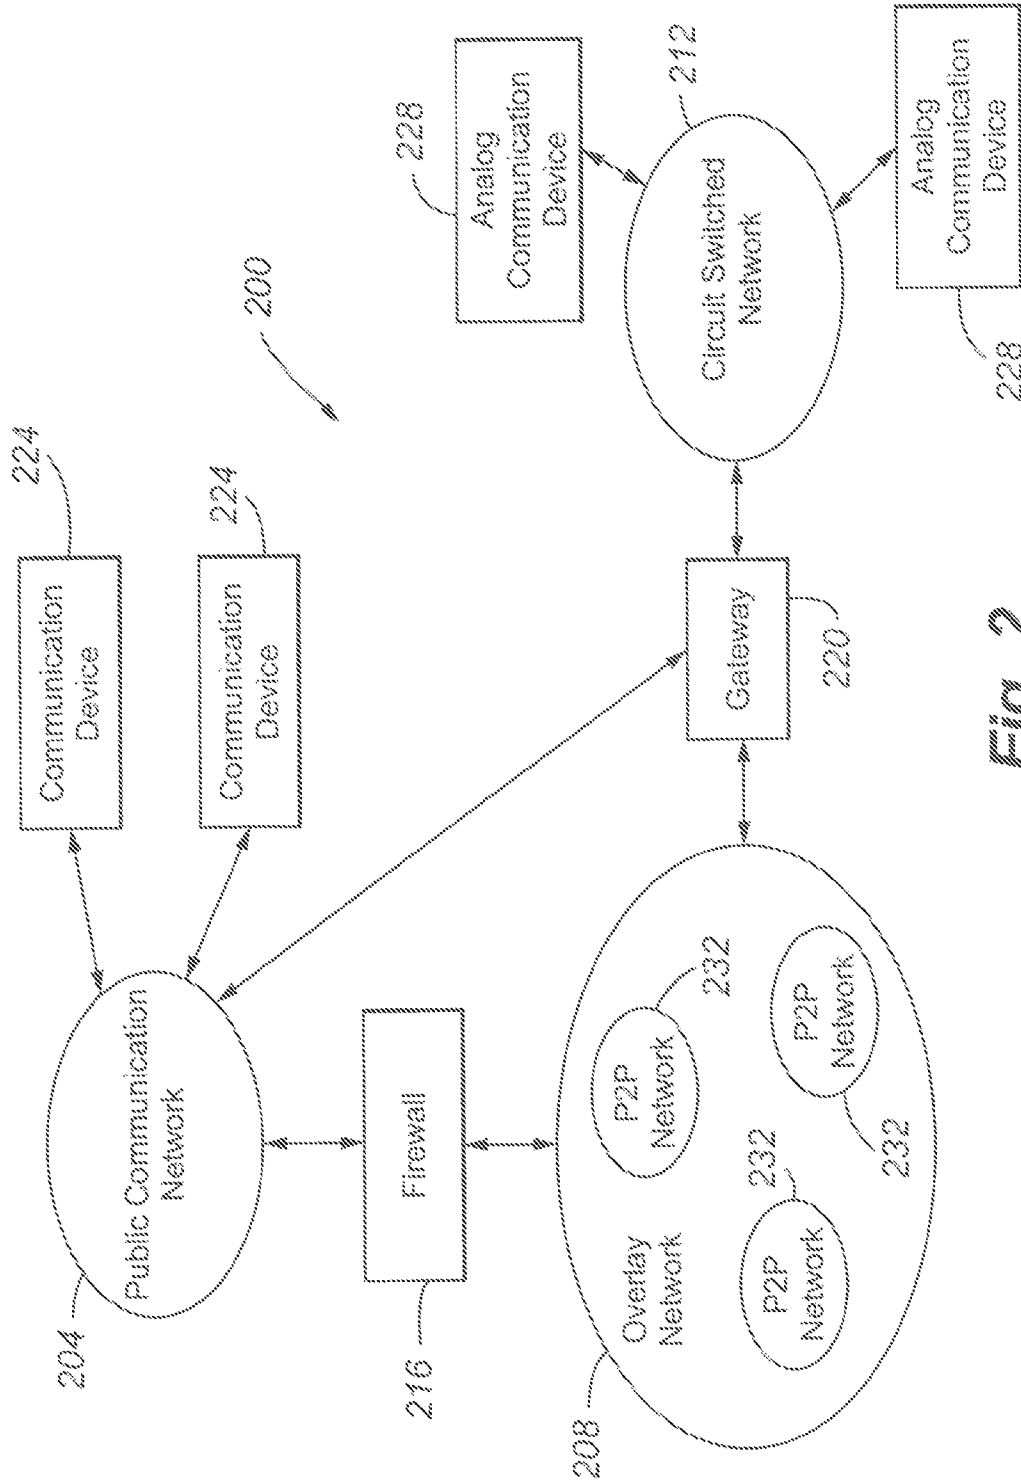 200
204
Public Communication
Network
224
Communication
Device
224
Communication
Device
216
Firewall
208
Overlay
Network
232
P2P
Network
232
P2P
Network
232
P2P
Network
Gateway
220
228
Analog
Communication
Device
212
Circuit Switched
Network
Analog
Communication
Device
228
Fig. 2